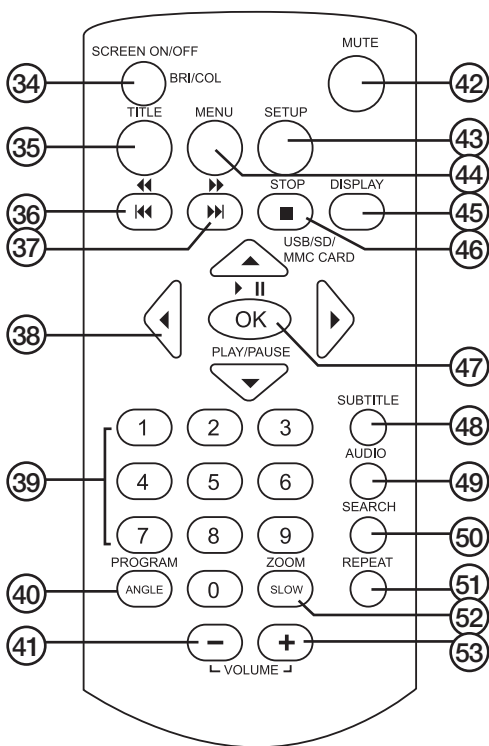 SCREEN ON/OFF
MUTE
34
BRI/COL
42
TITLE
MENU
SETUP
35
43
44
STOP
DISPLAY
36
45
37
USB/SD/
MMC CARD
46
38
OK
PLAY/PAUSE
47
SUBTITLE
1 2 3
48
AUDIO
39
4 5 6
49
SEARCH
7 8 9
50
PROGRAM
ZOOM
REPEAT
40
ANGLE
0
SLOW
51
52
41
− +
53
VOLUME